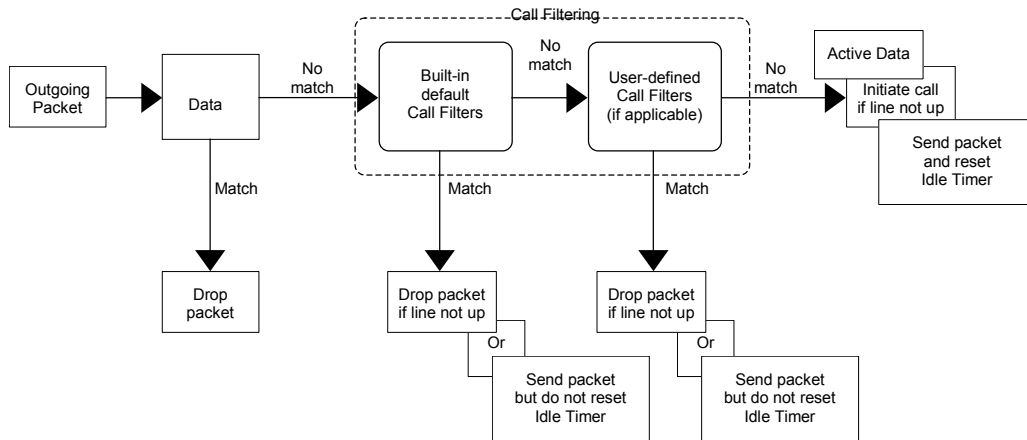 Call Filtering
Outgoing
Packet
Data
No
match
Built-in
default
Call Filters
No
match
User-defined
Call Filters
(if applicable)
No
match
Active Data
Initiate call
if line not up
Send packet
and reset
Idle Timer
Match
Match
Match
Drop
packet
Drop packet
if line not up
Or
Send packet
but do not reset
Idle Timer
Drop packet
if line not up
Or
Send packet
but do not reset
Idle Timer